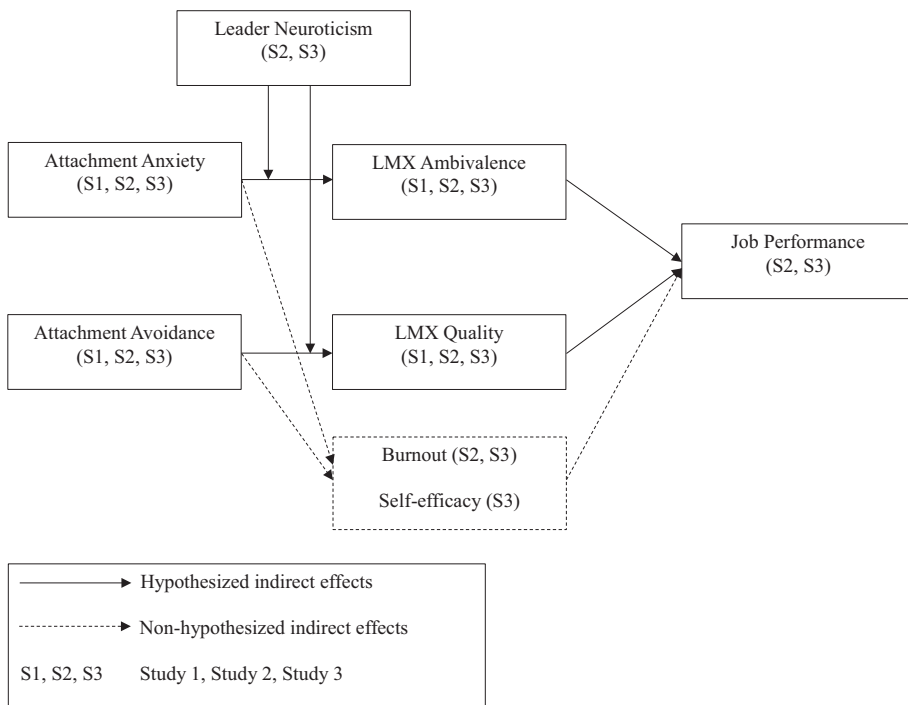 Leader Neuroticism
(S2, S3)
Attachment Anxiety
(S1, S2, S3)
LMX Ambivalence
(S1, S2, S3)
Job Performance
(S2, S3)
Attachment Avoidance
(S1, S2, S3)
LMX Quality
(S1, S2, S3)
Burnout (S2, S3)
Self-efficacy (S3)
Hypothesized indirect effects
Non-hypothesized indirect effects
S1, S2, S3 Study 1, Study 2, Study 3